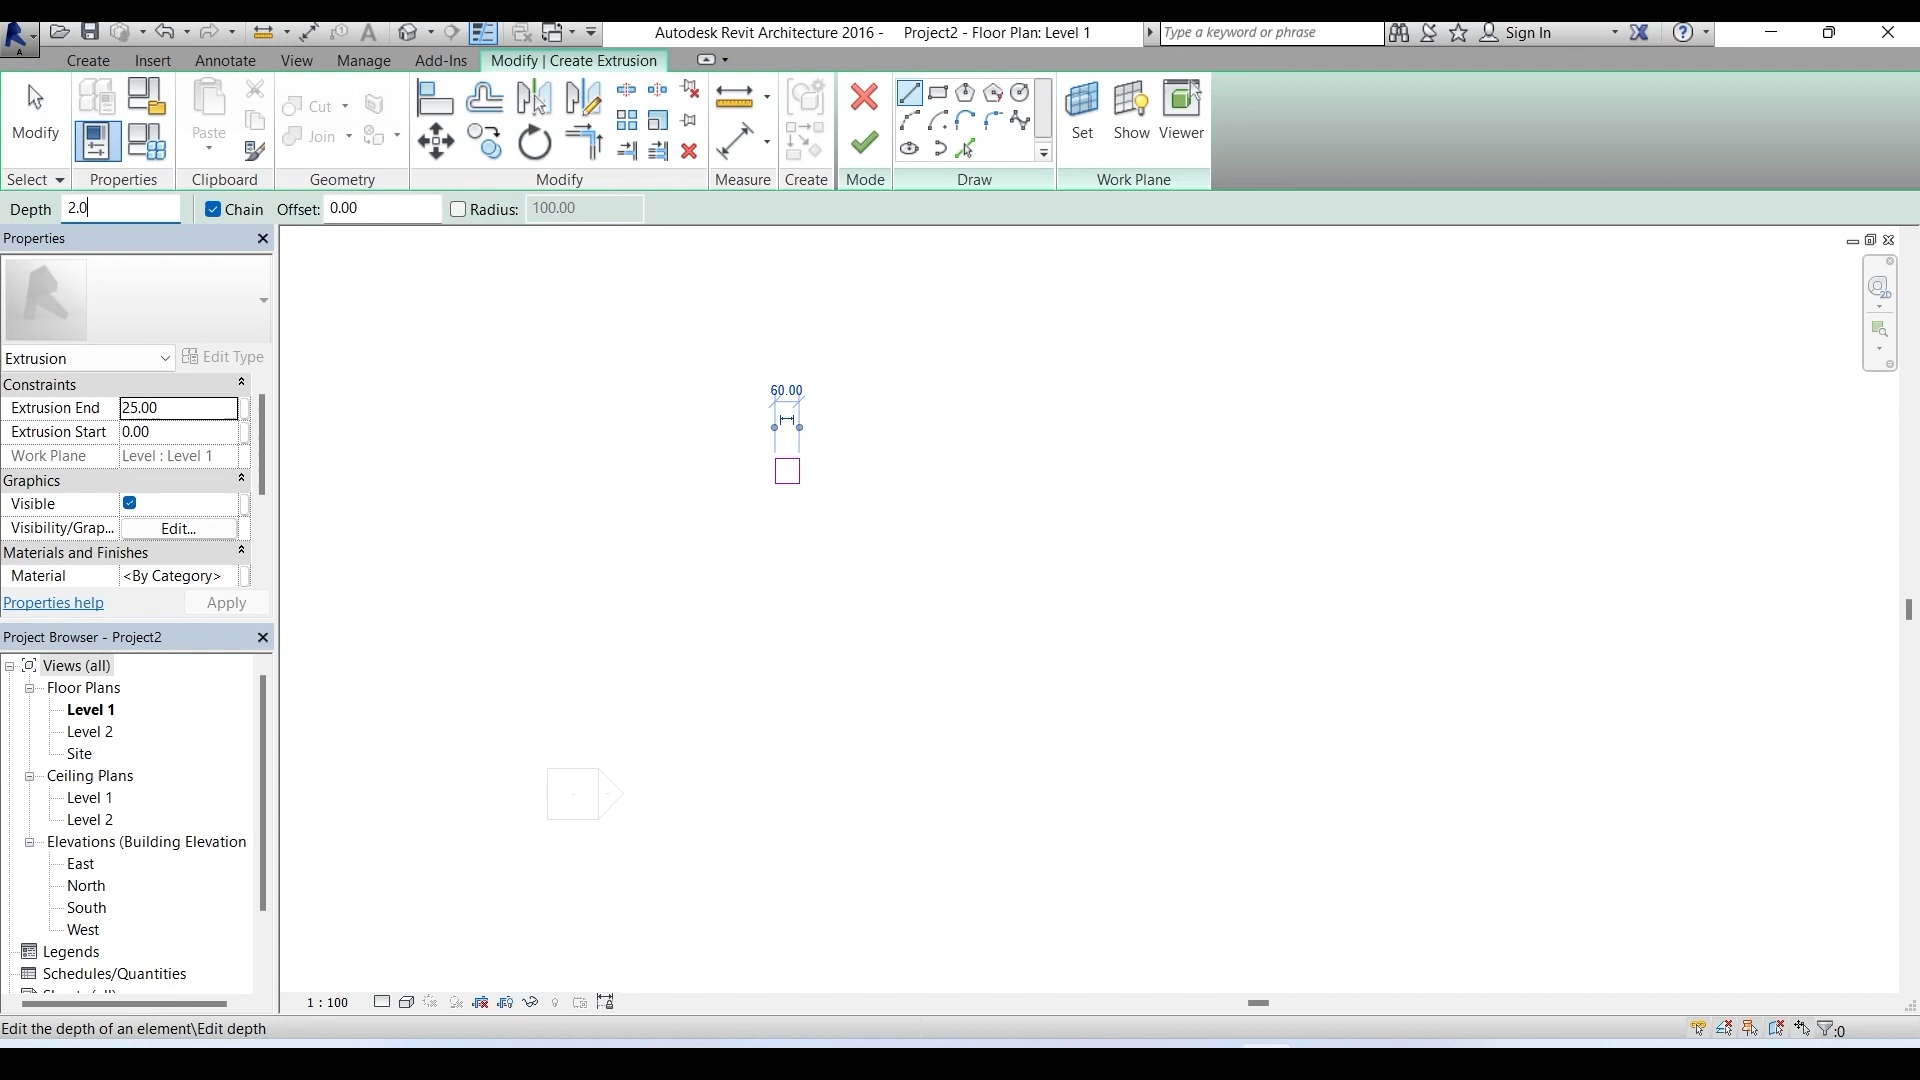 Autodesk Revit Architecture 2016 - Project2 - Floor Plan: Level 1
Type a keyword or phrase
Sign In
Create Insert Annotate View Manage Add-Ins Modify | Create Extrusion
Modify
Paste
Cut
Join
Set Show Viewer
Select Properties Clipboard Geometry Modify Measure Create Mode Draw Work Plane
Depth 2.0 Chain Offset: 0.00 Radius: 100.00
Properties
Extrusion Edit Type
Constraints
Extrusion End 25.00
Extrusion Start 0.00
Work Plane Level : Level 1
Graphics
Visible
Visibility/Grap... Edit...
Materials and Finishes
Material <By Category>
Properties help Apply
Project Browser - Project2
Views (all)
Floor Plans
Level 1
Level 2
Site
Ceiling Plans
Level 1
Level 2
Elevations (Building Elevation
East
North
South
West
Legends
Schedules/Quantities
60.00
2D
1 : 100
Edit the depth of an element\Edit depth
:0